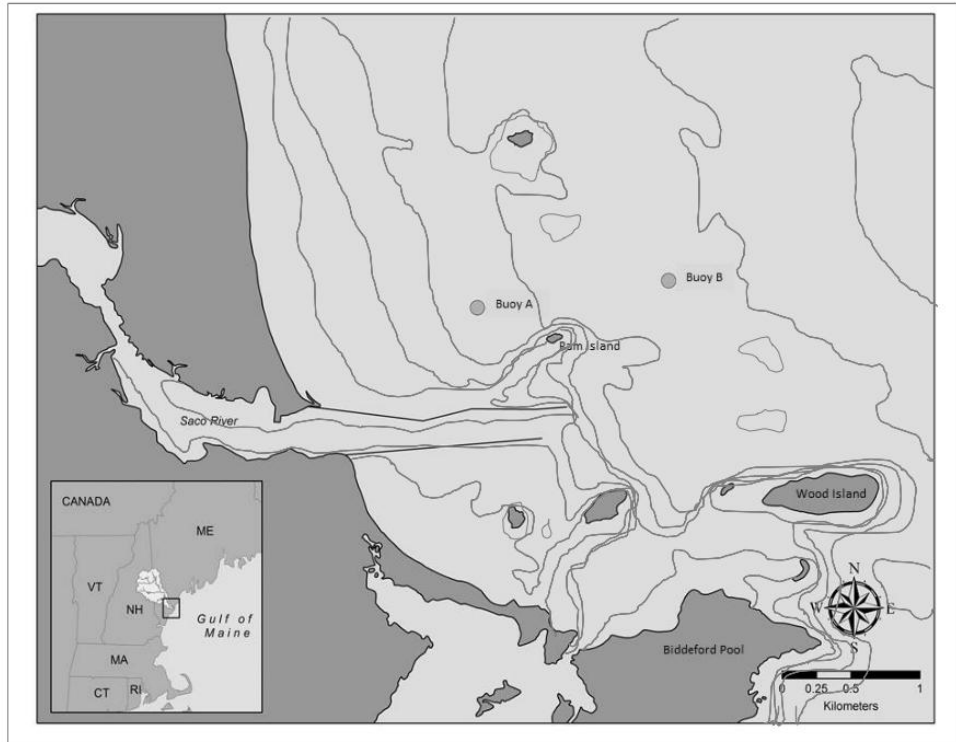 Buoy B
Buoy A
Ram Island
Saco River
Wood Island
CANADA
ME
VT
NH
Gulf of
Maine
MA
CT
RI
N
W
E
S
Biddeford Pool
0 0.25 0.5 1
Kilometers